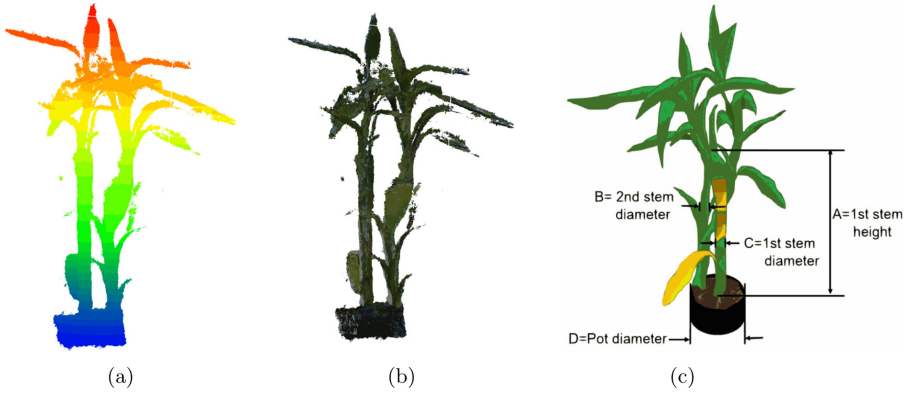 B= 2nd stem
diameter
A=1st stem
height
C=1st stem
diameter
D=Pot diameter
(a)
(b)
(c)